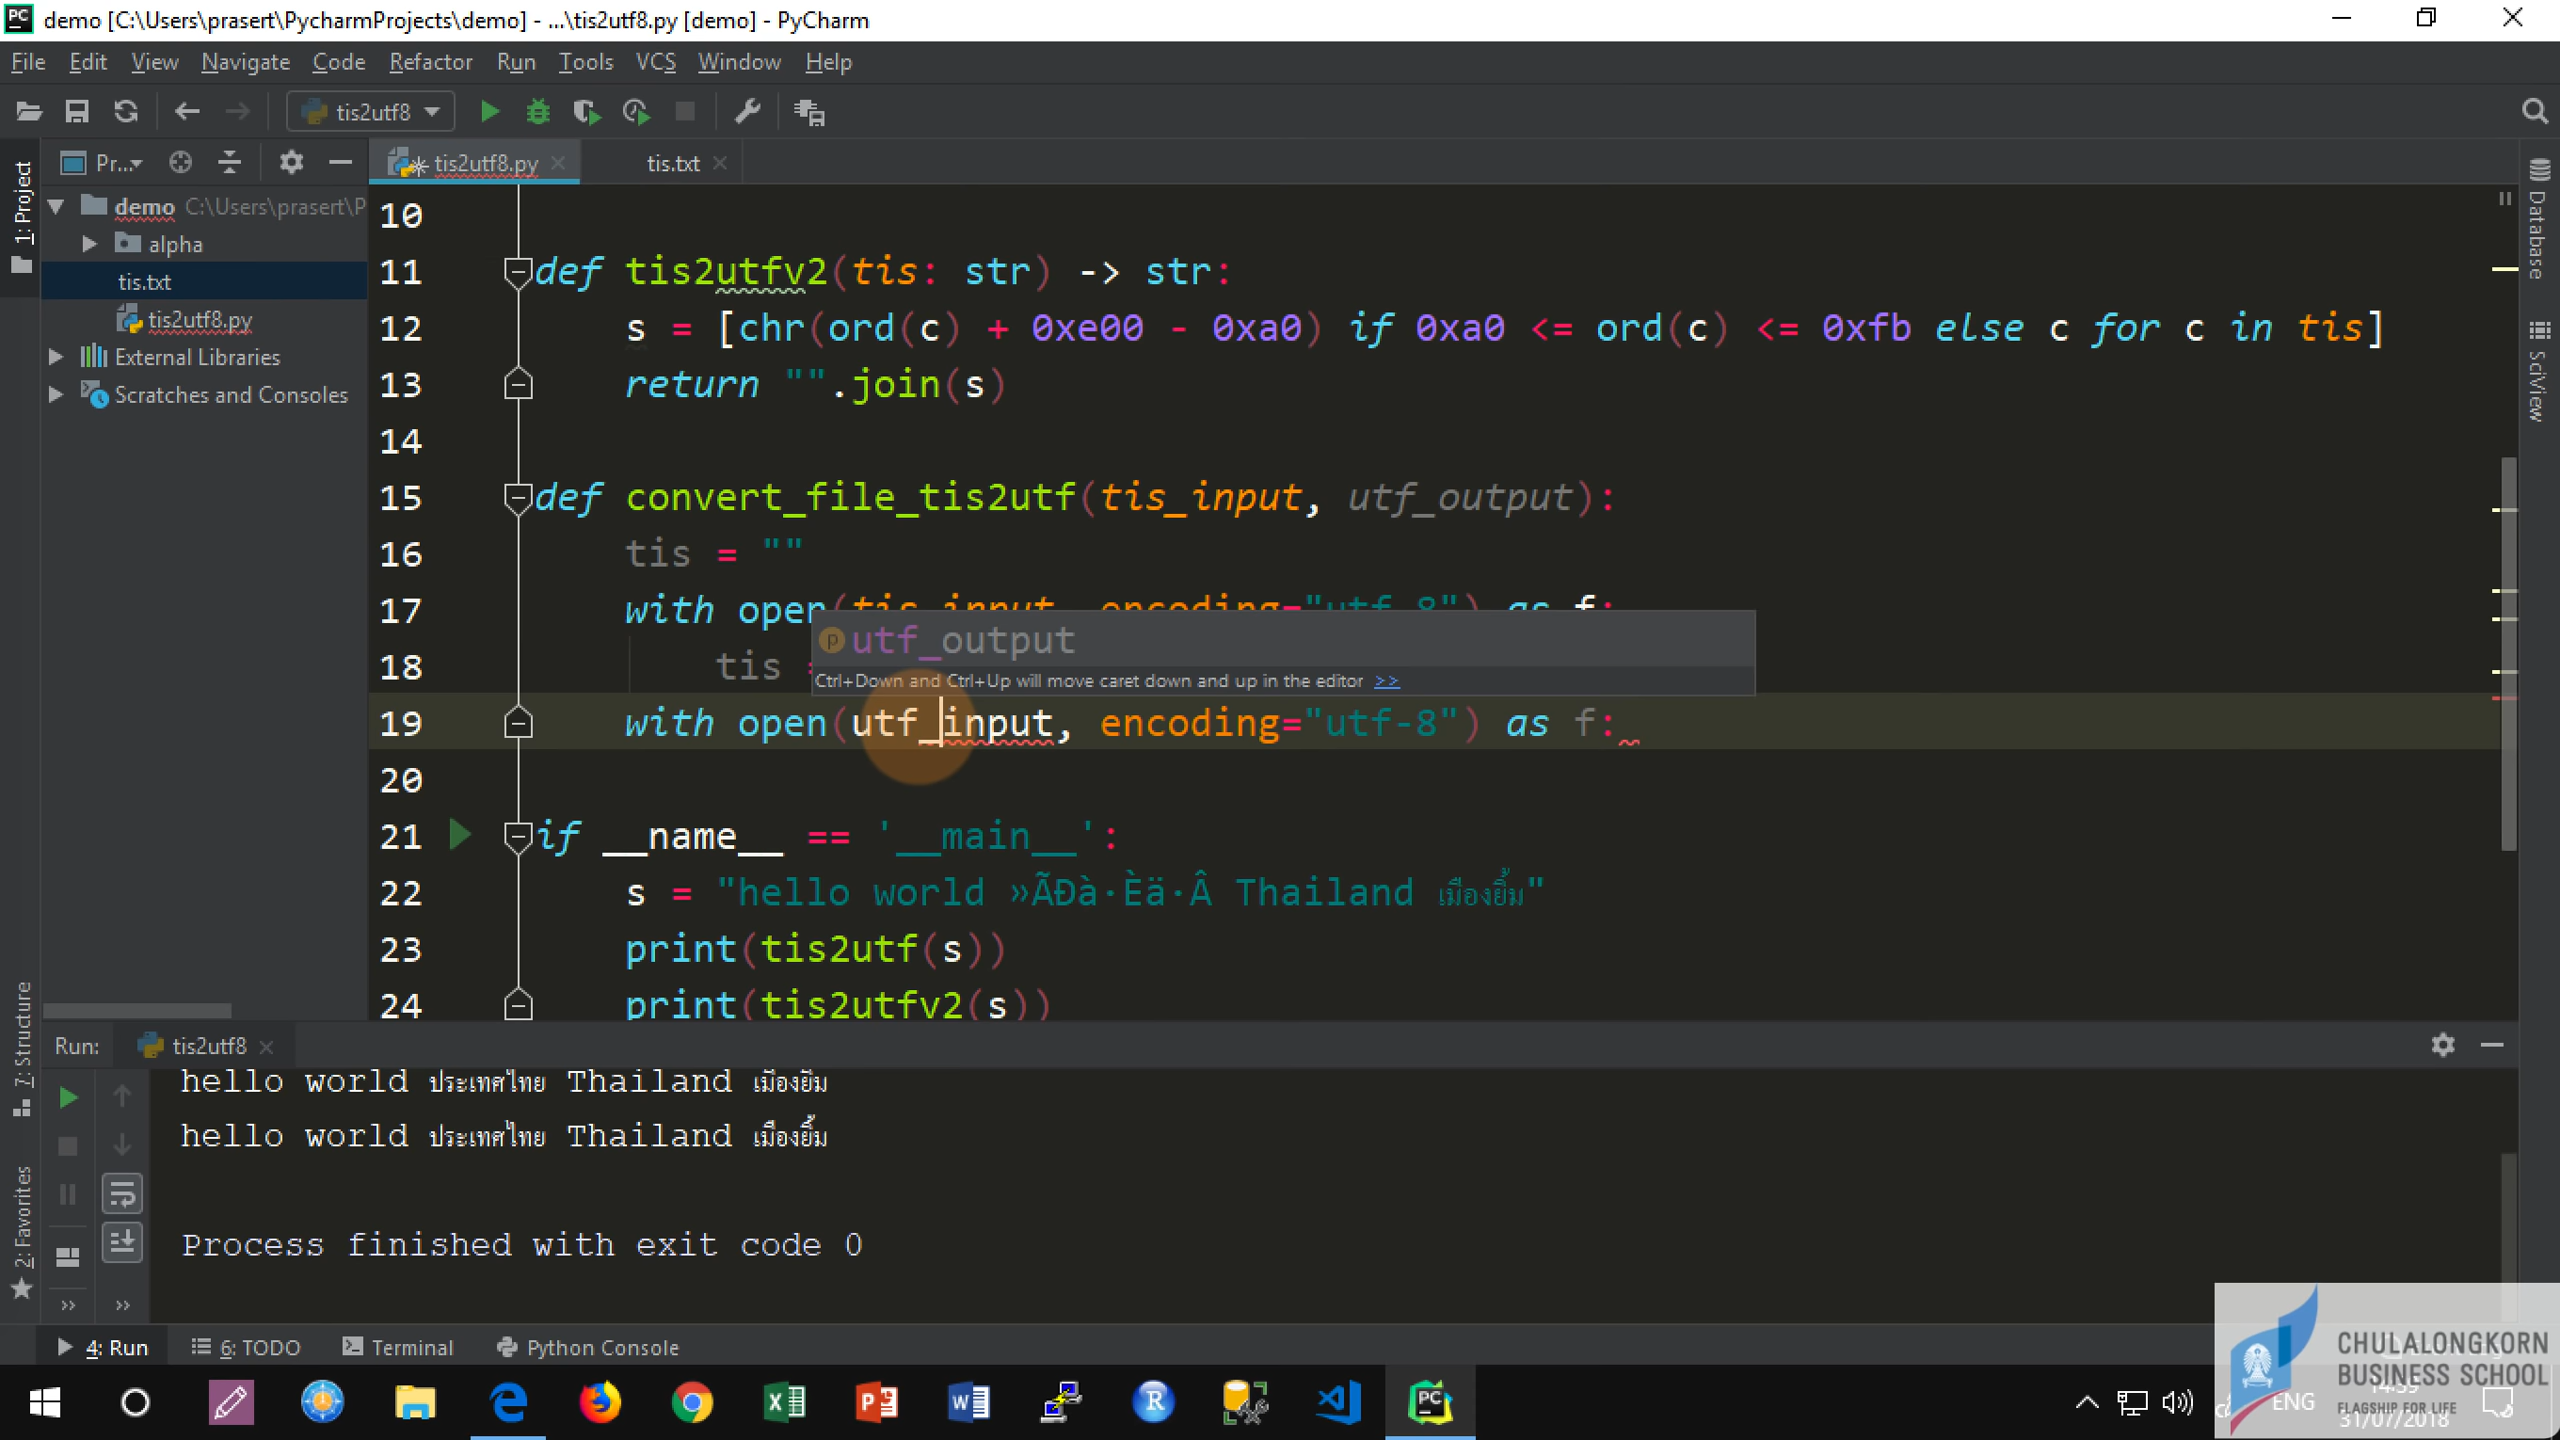 PC demo [C:\Users\prasert\PycharmProjects\demo] - ...\tis2utf8.py [demo] - PyCharm
File Edit View Navigate Code Refactor Run Tools VCS Window Help
tis2utf8
Pr... tis2utf8.py tis.txt
1: Project
demo C:\Users\prasert\P
alpha
tis.txt
tis2utf8.py
External Libraries
Scratches and Consoles
Database
SciView
10
11 def tis2utfv2(tis: str) -> str:
12 s = [chr(ord(c) + 0xe00 - 0xa0) if 0xa0 <= ord(c) <= 0xfb else c for c in tis]
13 return "".join(s)
14
15 def convert_file_tis2utf(tis_input, utf_output):
16 tis = ""
17 with open(tis_input, encoding="utf-8") as f:
p utf_output
18 tis =
Ctrl+Down and Ctrl+Up will move caret down and up in the editor >>
19 with open(utf_input, encoding="utf-8") as f:
20
21 if __name__ == '__main__':
22 s = "hello world »ÃÐà·Èä·Â Thailand เมืองยิ้ม"
23 print(tis2utf(s))
24 print(tis2utfv2(s))
7: Structure
2: Favorites
Run: tis2utf8
hello world ประเทศไทย Thailand เมืองยิ้ม
hello world ประเทศไทย Thailand เมืองยิ้ม
Process finished with exit code 0
4: Run 6: TODO Terminal Python Console
CHULALONGKORN
BUSINESS SCHOOL
FLAGSHIP FOR LIFE
ENG
31/07/2018